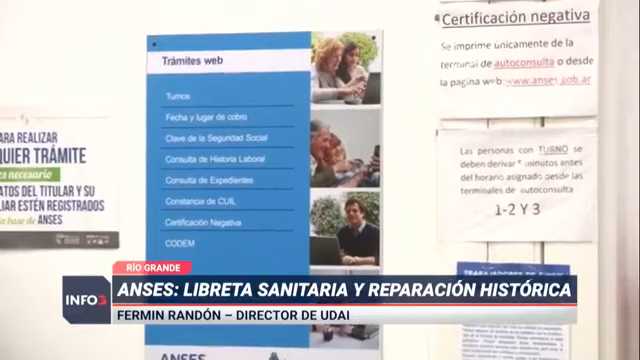 ARA REALIZAR
QUIER TRÁMITE
es necesario
ATOS DEL TITULAR Y SU
LIAR ESTÉN REGISTRADOS
la base de ANSES
Trámites web
Turnos
Fecha y lugar de cobro
Clave de la Seguridad Social
Consulta de Historia Laboral
Consulta de Expedientes
Constancia de CUIL
Certificación Negativa
CODEM
ANSES
Certificación negativa
Se imprime únicamente de la
terminal de autoconsulta o desde
la pagina web:www.anses.gob.ar
Las personas con TURNO se
deben derivar minutos antes
del horario asignado desde las
terminales de autoconsulta
1-2 Y 3
RÍO GRANDE
INFO3
ANSES: LIBRETA SANITARIA Y REPARACIÓN HISTÓRICA
FERMIN RANDÓN – DIRECTOR DE UDAI